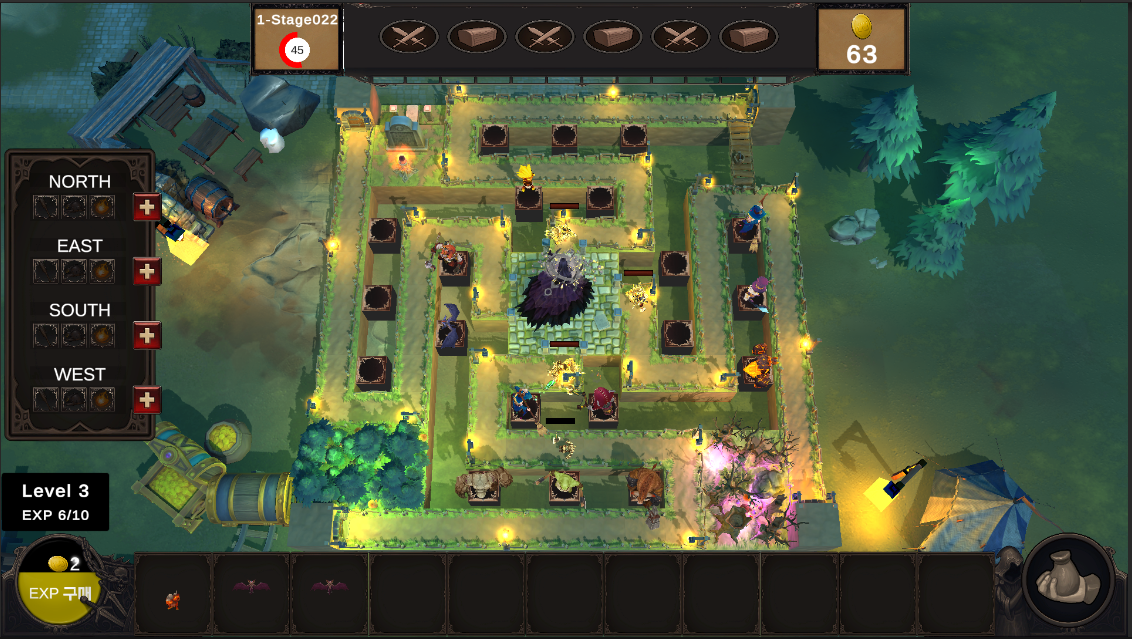 1-Stage022
45
63
NORTH
EAST
SOUTH
WEST
Level 3
EXP 6/10
2
EXP 구매